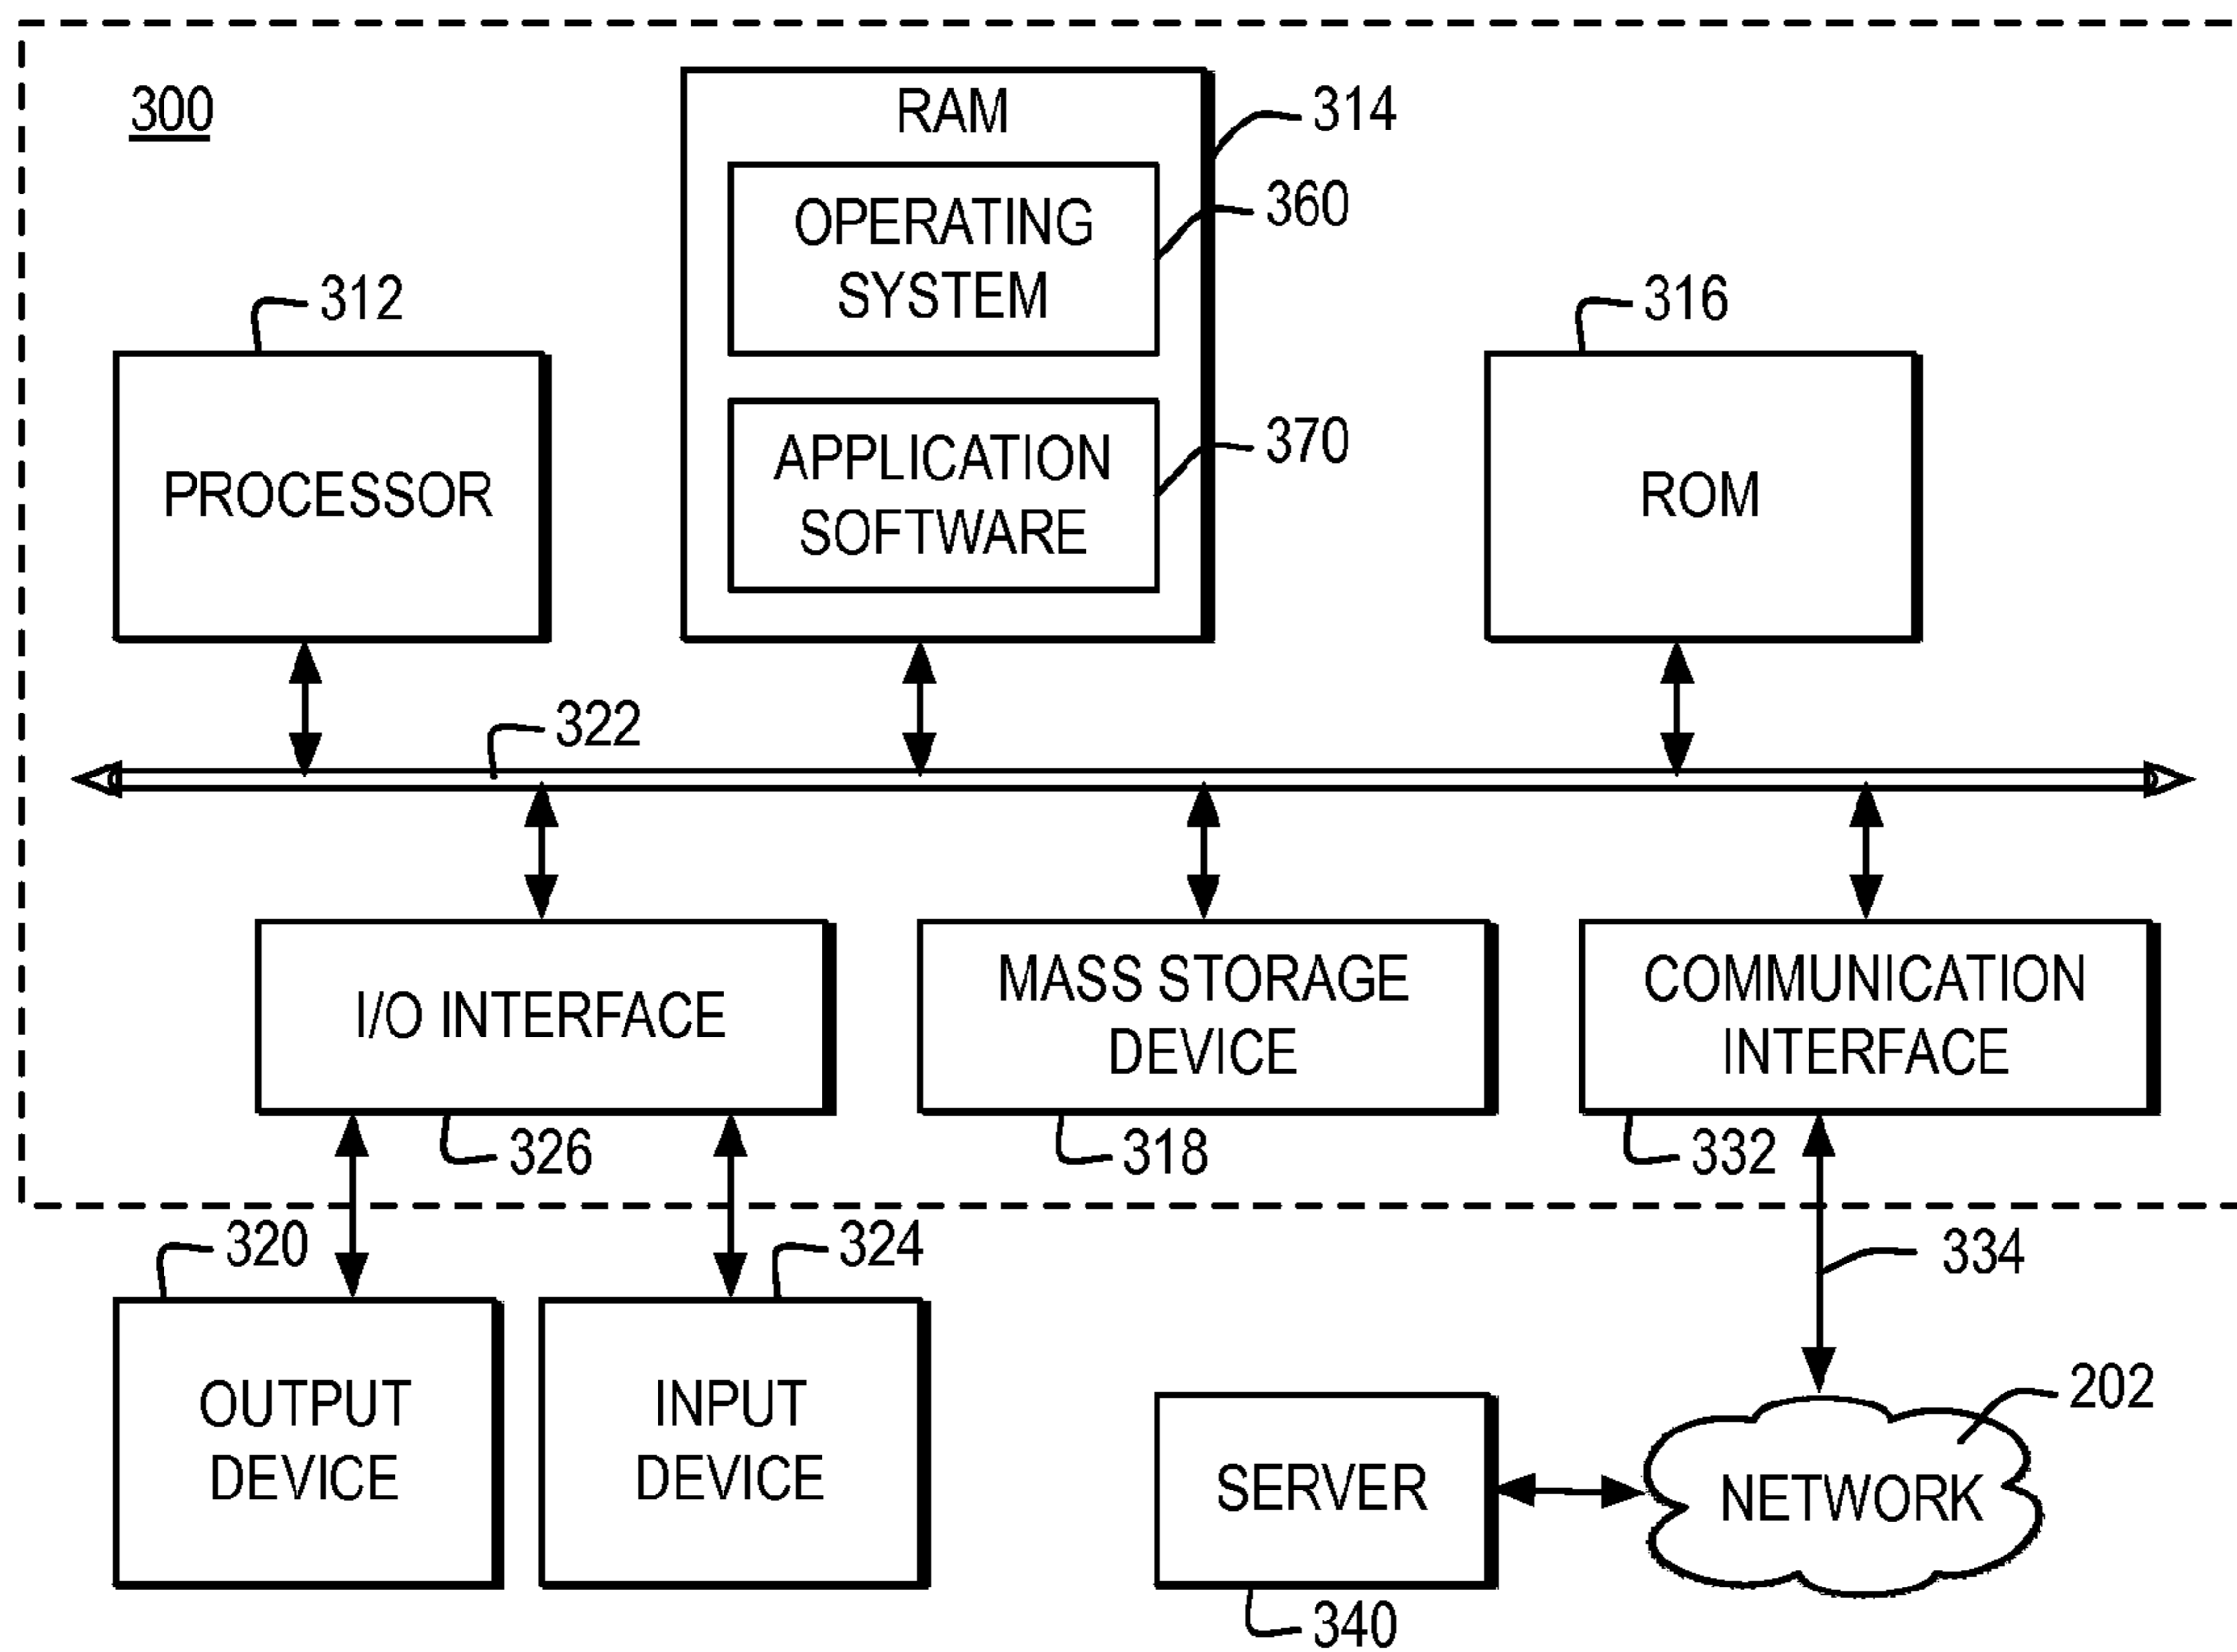 300
RAM
314
OPERATING
SYSTEM
360
312
316
APPLICATION
SOFTWARE
370
PROCESSOR
ROM
322
I/O INTERFACE
MASS STORAGE
DEVICE
COMMUNICATION
INTERFACE
326
318
332
320
324
334
OUTPUT
DEVICE
INPUT
DEVICE
202
SERVER
NETWORK
340